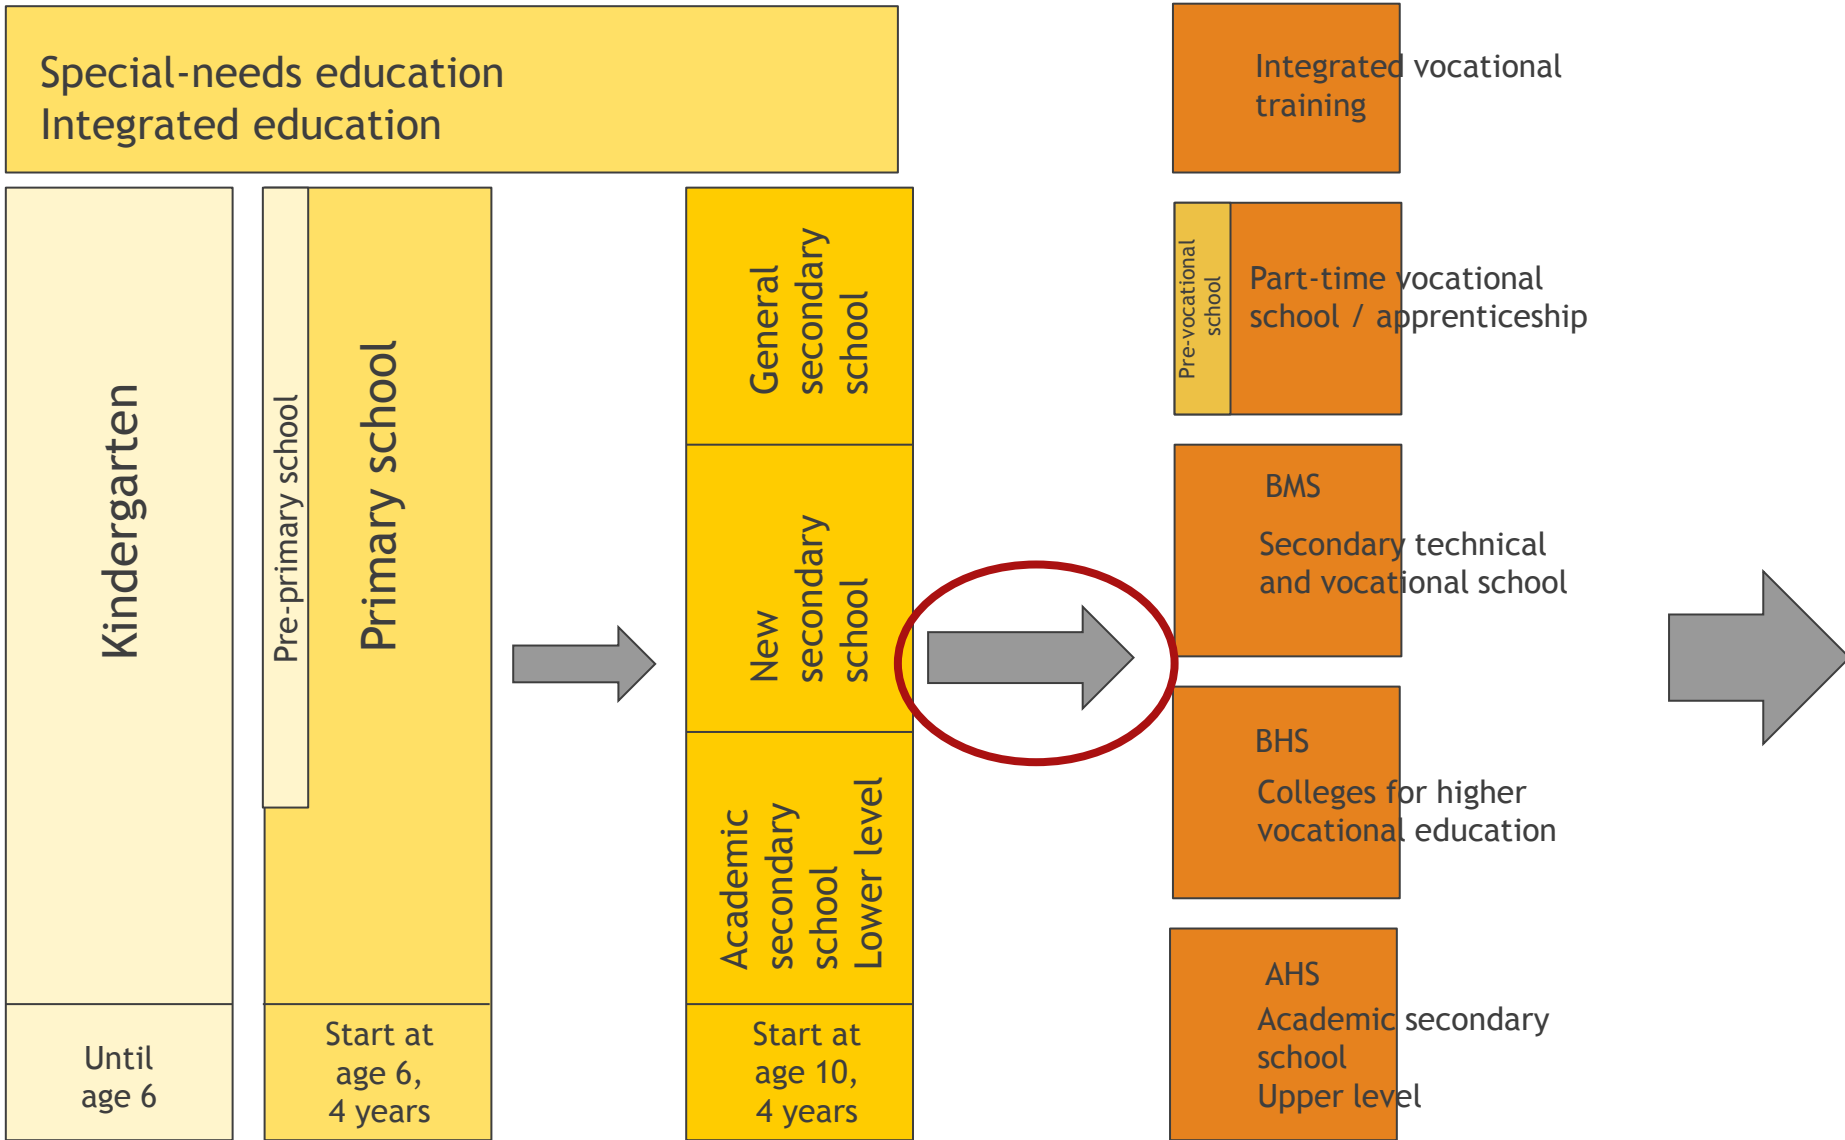 Special-needs education
Integrated education
Kindergarten
Until
age 6
Pre-primary school
Primary school
Start at
age 6,
4 years
General
secondary
school
New
secondary
school
Academic
secondary
school
Lower level
Start at
age 10,
4 years
Integrated vocational
training
Pre-vocational
school
Part-time vocational
school / apprenticeship
BMS
Secondary technical
and vocational school
BHS
Colleges for higher
vocational education
AHS
Academic secondary
school
Upper level